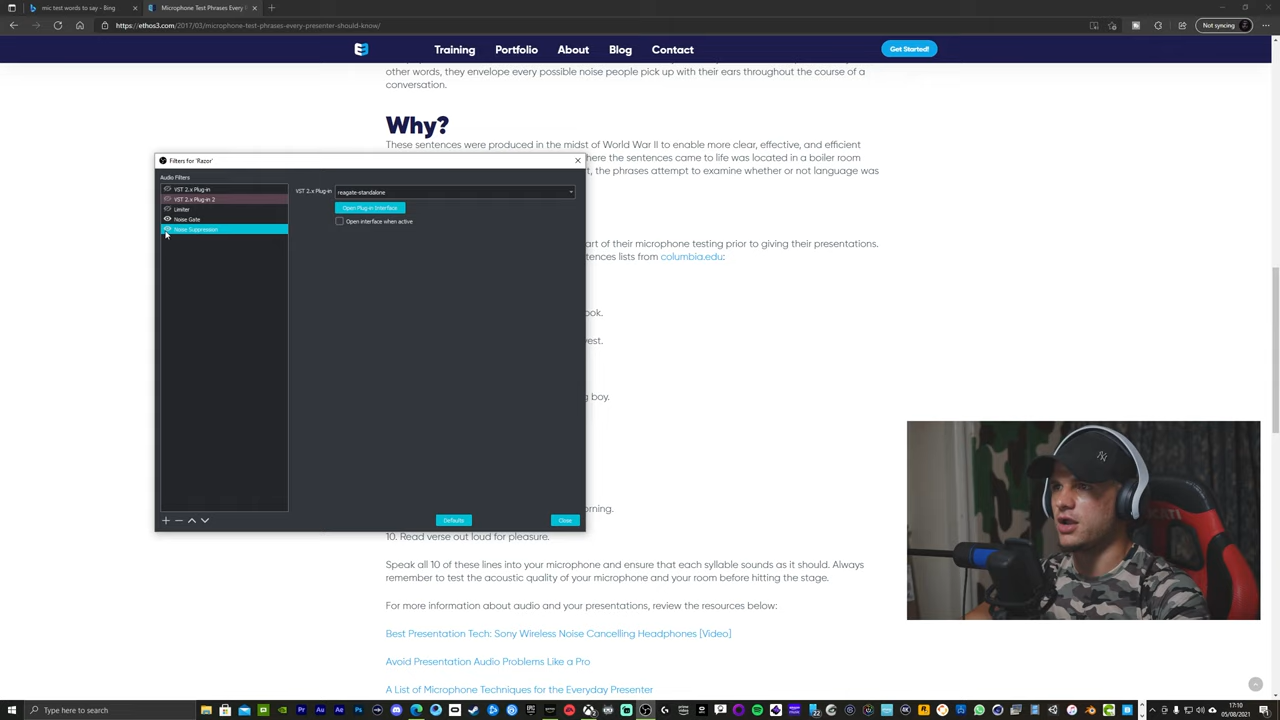 mic test words to say - Bing
Microphone Test Phrases Every P
https://ethos3.com/2017/03/microphone-test-phrases-every-presenter-should-know/
Not syncing
Training
Portfolio
About
Blog
Contact
Get Started!
other words, they envelope every possible noise people pick up with their ears throughout the course of a
conversation.
Why?
These sentences were produced in the midst of World War II to enable more clear, effective, and efficient
here the sentences came to life was located in a boiler room
t, the phrases attempt to examine whether or not language was
Filters for 'Razor'
Audio Filters
VST 2.x Plug-in
VST 2.x Plug-in 2
Limiter
Noise Gate
Noise Suppression
VST 2.x Plug-in
reagate-standalone
Open Plug-in Interface
Open interface when active
Defaults
Close
art of their microphone testing prior to giving their presentations.
tences lists from columbia.edu:
ook.
vest.
g boy.
orning.
10. Read verse out loud for pleasure.
Speak all 10 of these lines into your microphone and ensure that each syllable sounds as it should. Always
remember to test the acoustic quality of your microphone and your room before hitting the stage.
For more information about audio and your presentations, review the resources below:
Best Presentation Tech: Sony Wireless Noise Cancelling Headphones [Video]
Avoid Presentation Audio Problems Like a Pro
A List of Microphone Techniques for the Everyday Presenter
Type here to search
17:10
05/08/2021